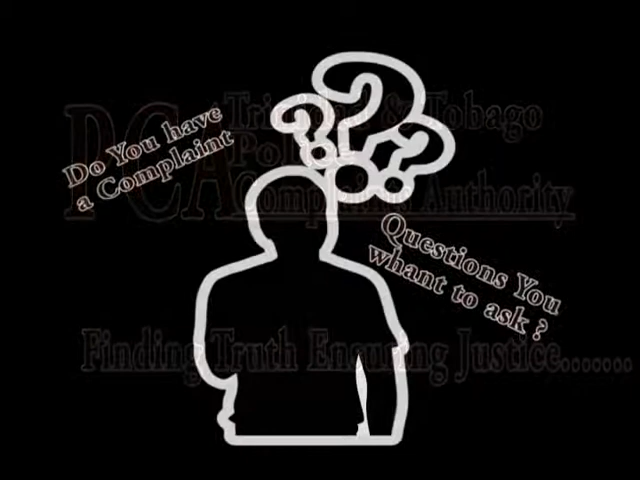 PCA
Trinidad & Tobago
Police
Complaints Authority
Do You have
a Complaint
Questions You
whant to ask ?
Finding Truth Ensuring Justice........